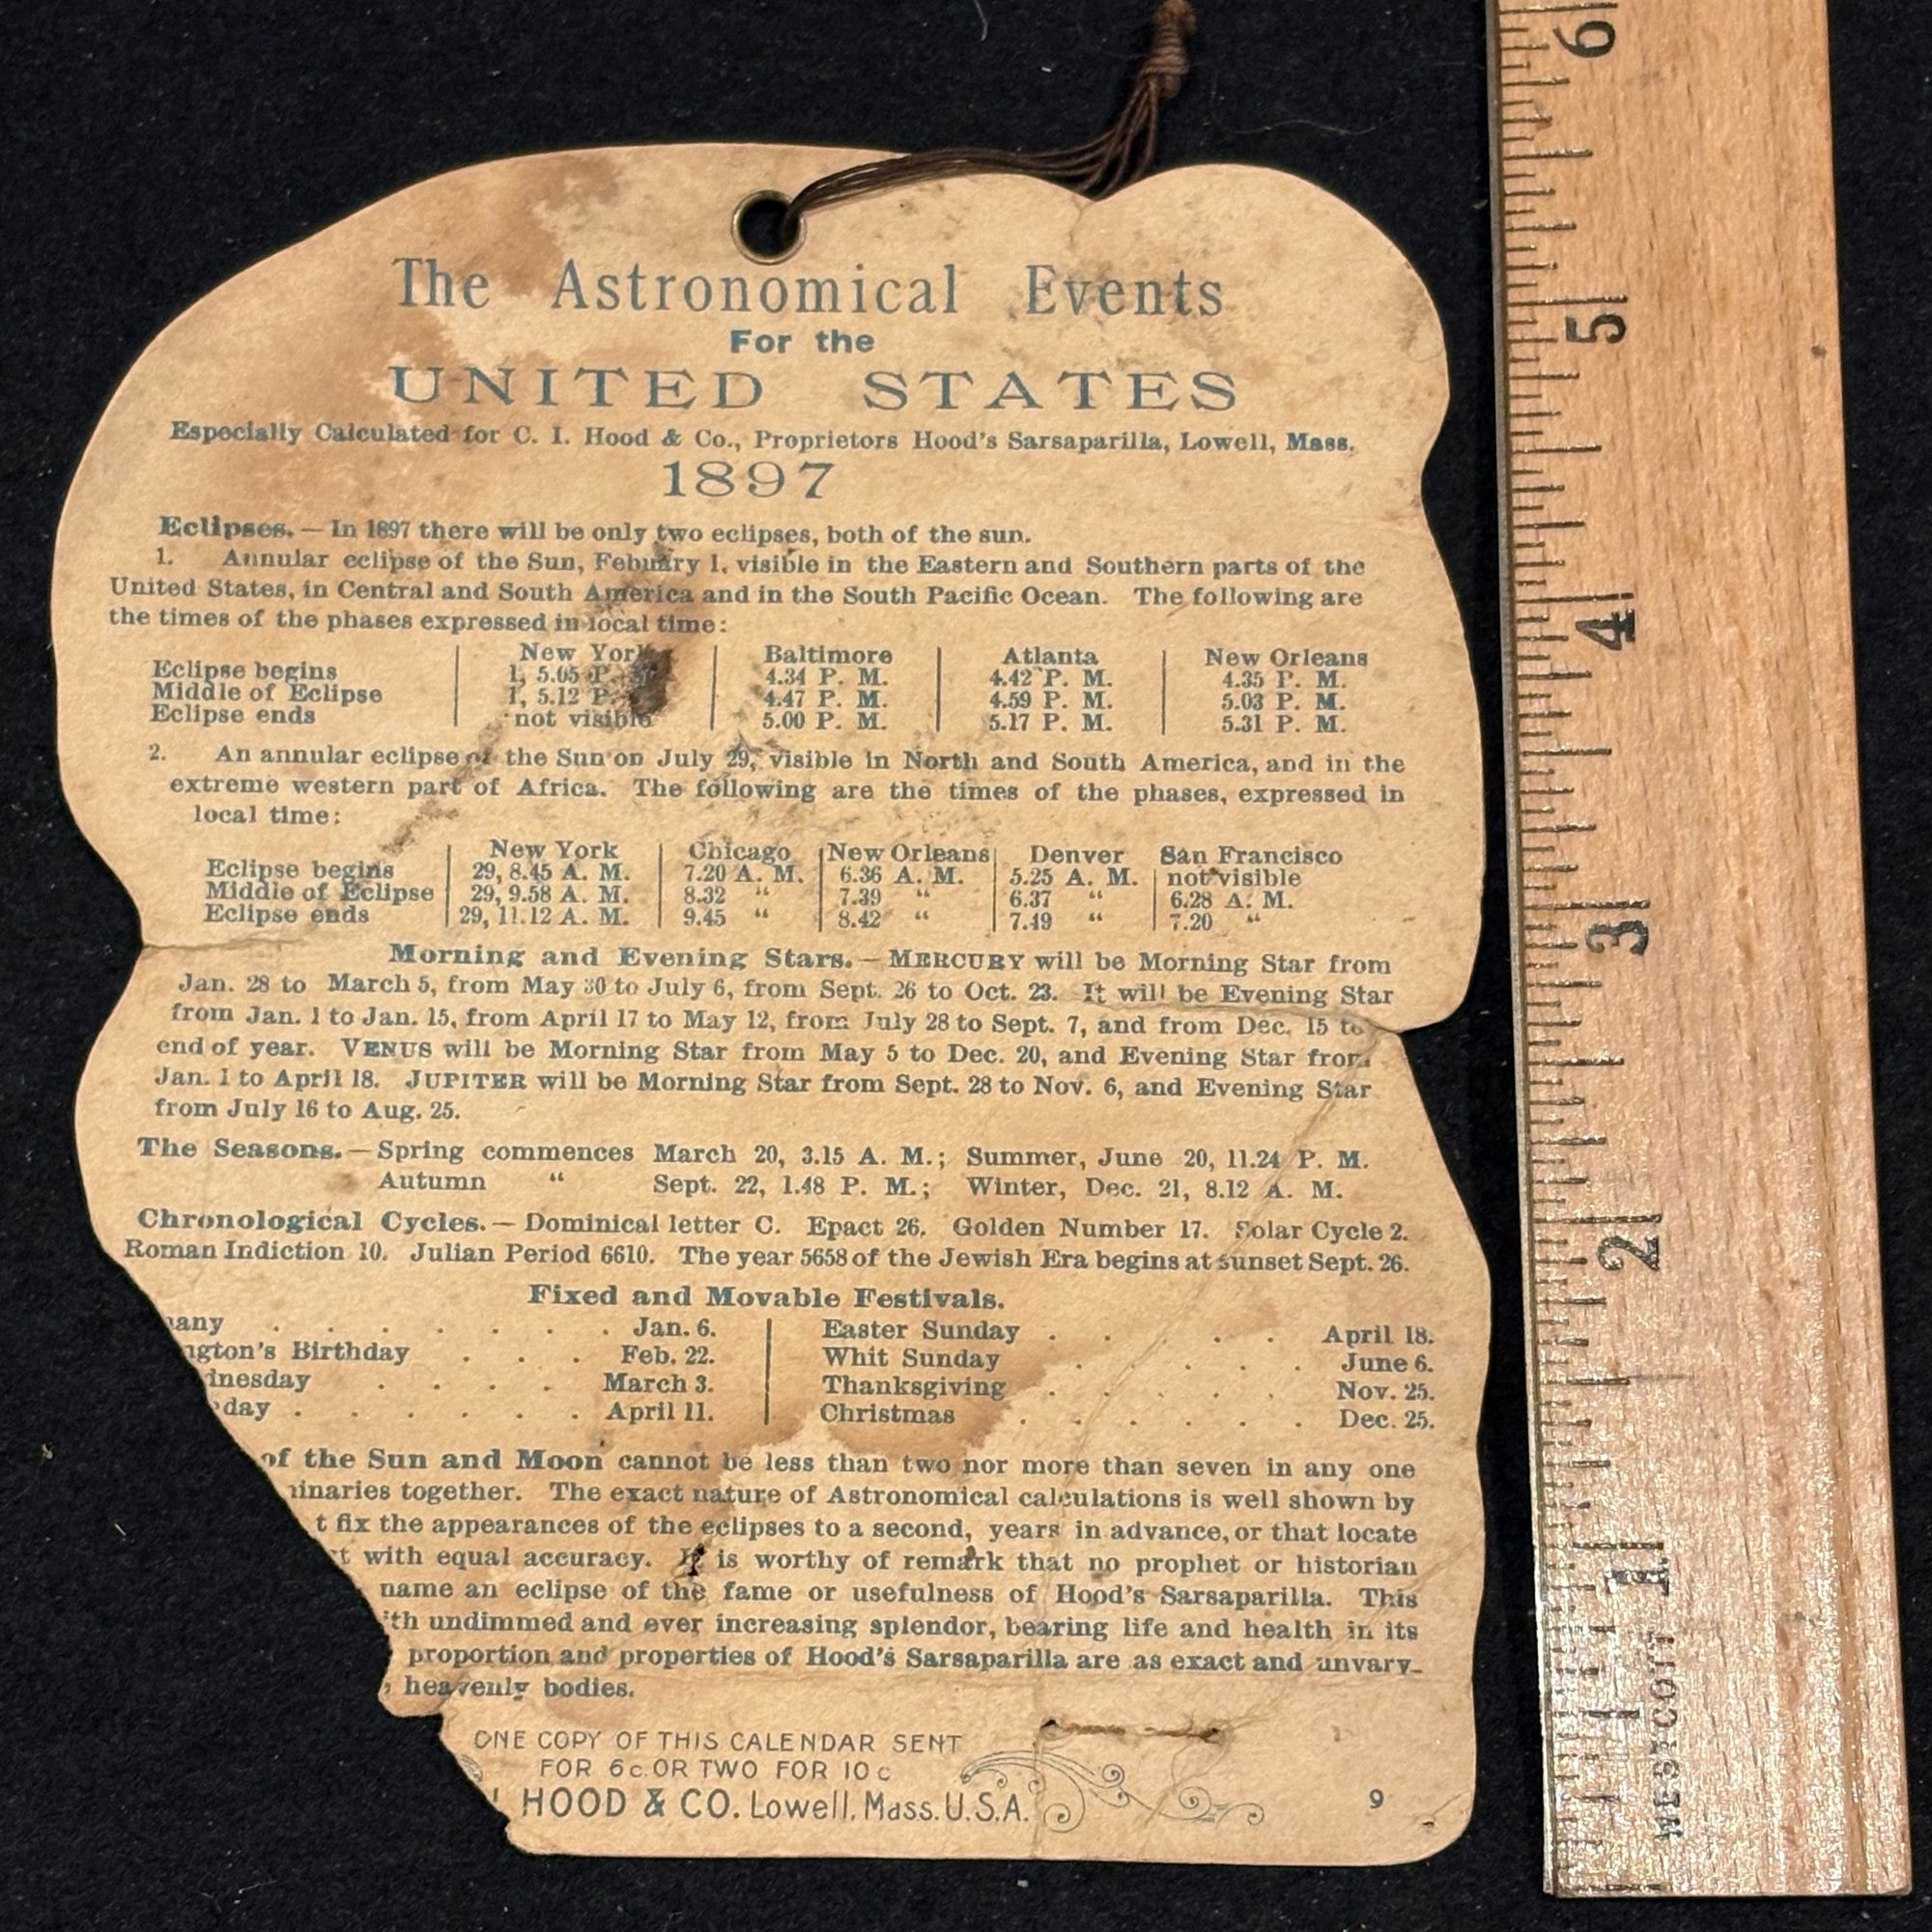 The Astronomical Events
For the
UNITED STATES
Especially Calculated for C. I. Hood & Co., Proprietors Hood's Sarsaparilla, Lowell, Mass.
1897
Eclipses. — In 1897 there will be only two eclipses, both of the sun.
1. Annular eclipse of the Sun, Febuary 1, visible in the Eastern and Southern parts of the
United States, in Central and South America and in the South Pacific Ocean. The following are
the times of the phases expressed in local time:
New York Baltimore Atlanta New Orleans
Eclipse begins 1, 5.05 P. M. 4.34 P. M. 4.42 P. M. 4.35 P. M.
Middle of Eclipse 1, 5.12 P. 4.47 P. M. 4.59 P. M. 5.03 P. M.
Eclipse ends not visible 5.00 P. M. 5.17 P. M. 5.31 P. M.
2. An annular eclipse of the Sun on July 29, visible in North and South America, and in the
extreme western part of Africa. The following are the times of the phases, expressed in
local time:
New York Chicago New Orleans Denver San Francisco
Eclipse begins 29, 8.45 A. M. 7.20 A. M. 6.36 A. M. 5.25 A. M. not visible
Middle of Eclipse 29, 9.58 A. M. 8.32 " 7.39 " 6.37 " 6.28 A. M.
Eclipse ends 29, 11.12 A. M. 9.45 " 8.42 " 7.49 " 7.20 "
Morning and Evening Stars. — MERCURY will be Morning Star from
Jan. 28 to March 5, from May 30 to July 6, from Sept. 26 to Oct. 23. It will be Evening Star
from Jan. 1 to Jan. 15, from April 17 to May 12, from July 28 to Sept. 7, and from Dec. 15 to
end of year. VENUS will be Morning Star from May 5 to Dec. 20, and Evening Star from
Jan. 1 to April 18. JUPITER will be Morning Star from Sept. 28 to Nov. 6, and Evening Star
from July 16 to Aug. 25.
The Seasons. — Spring commences March 20, 3.15 A. M.; Summer, June 20, 11.24 P. M.
Autumn " Sept. 22, 1.48 P. M.; Winter, Dec. 21, 8.12 A. M.
Chronological Cycles. — Dominical letter C. Epact 26. Golden Number 17. Solar Cycle 2.
Roman Indiction 10. Julian Period 6610. The year 5658 of the Jewish Era begins at sunset Sept. 26.
Fixed and Movable Festivals.
hany . . . . . . . Jan. 6. Easter Sunday . . . . . April 18.
ngton's Birthday . . . Feb. 22. Whit Sunday . . . . . June 6.
dnesday . . . . March 3. Thanksgiving . . . . . Nov. 25.
day . . . . . . April 11. Christmas . . . . . . Dec. 25.
of the Sun and Moon cannot be less than two nor more than seven in any one
inaries together. The exact nature of Astronomical calculations is well shown by
t fix the appearances of the eclipses to a second, years in advance, or that locate
t with equal accuracy. It is worthy of remark that no prophet or historian
name an eclipse of the fame or usefulness of Hood's Sarsaparilla. This
ith undimmed and ever increasing splendor, bearing life and health in its
proportion and properties of Hood's Sarsaparilla are as exact and unvary-
heavenly bodies.
ONE COPY OF THIS CALENDAR SENT
FOR 6c. OR TWO FOR 10c
HOOD & CO. Lowell, Mass. U.S.A.
9
6
5
4
3
2
1
WESTCOTT